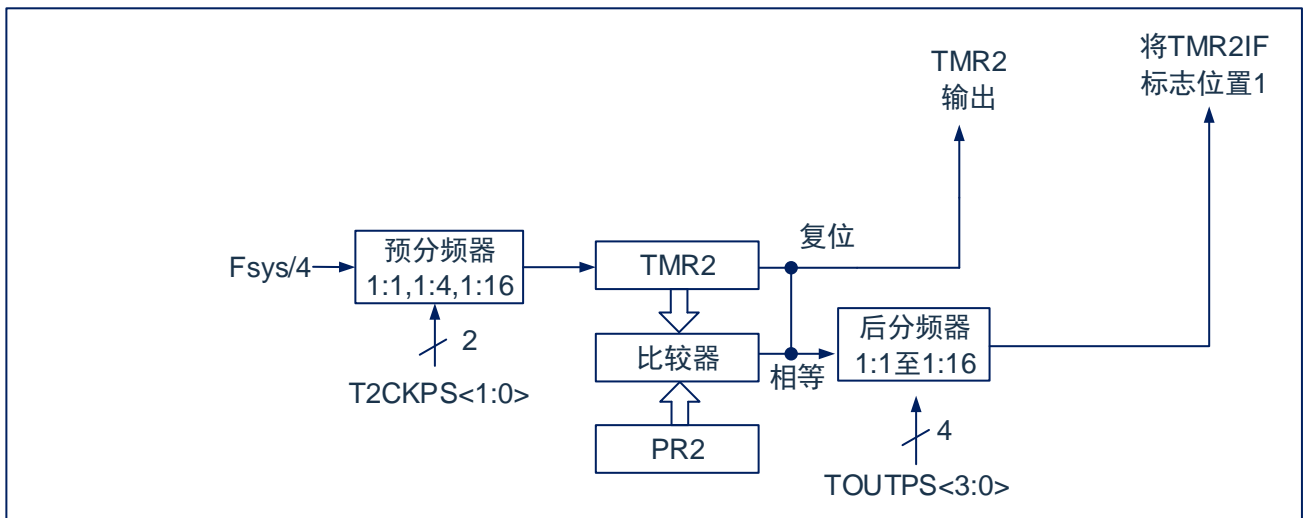 将TMR2IF
标志位置1
TMR2
输出
复位
预分频器
1:1,1:4,1:16
Fsys/4
TMR2
2
T2CKPS<1:0>
比较器
相等
后分频器
1:1至1:16
PR2
4
TOUTPS<3:0>